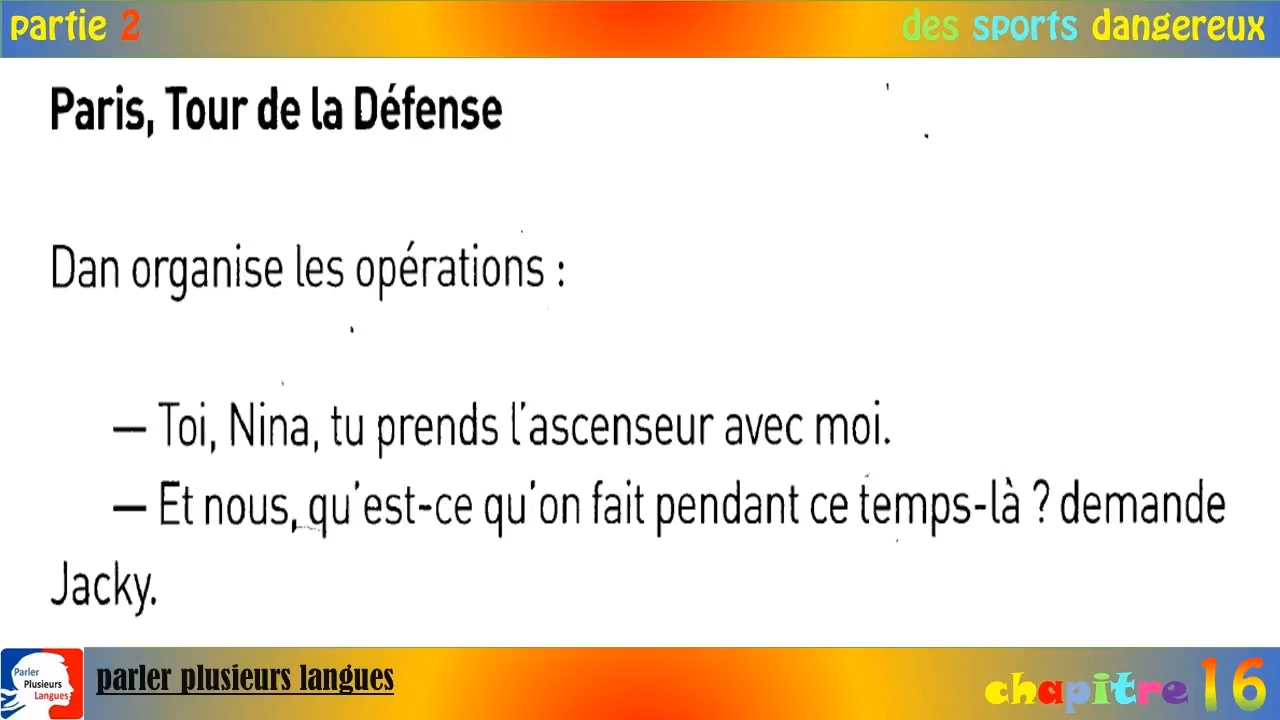 partie 2
des sports dangereux
Paris, Tour de la Défense
Dan organise les opérations :
— Toi, Nina, tu prends l'ascenseur avec moi.
— Et nous, qu'est-ce qu'on fait pendant ce temps-là ? demande
Jacky.
Parler
Plusieurs
Langues
parler plusieurs langues
chapitre 16